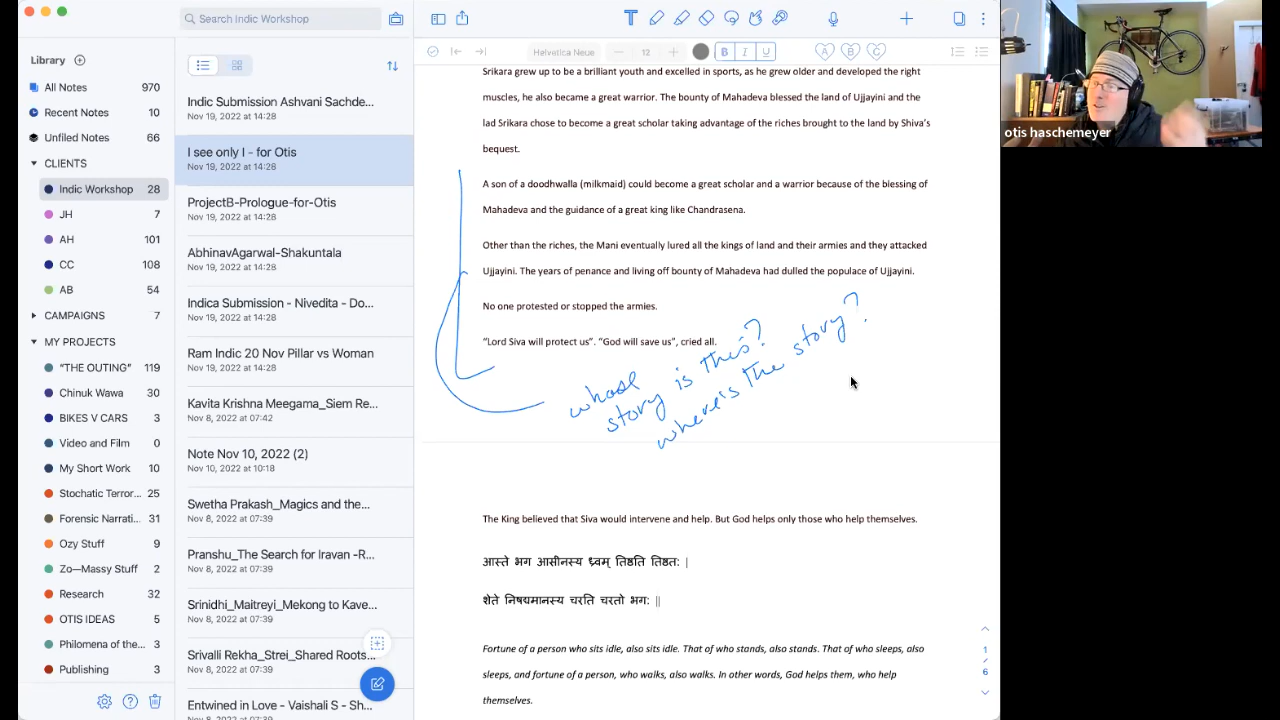 Search Indic Workshop
Library
All Notes 970
Recent Notes 10
Unfiled Notes 66
CLIENTS
Indic Workshop 28
JH 7
AH 101
CC 108
AB 54
CAMPAIGNS 7
MY PROJECTS
“THE OUTING” 119
Chinuk Wawa 30
BIKES V CARS 3
Video and Film 0
My Short Work 10
Stochatic Terror... 25
Forensic Narrati... 31
Ozy Stuff 9
Zo—Massy Stuff 2
Research 32
OTIS IDEAS 5
Philomena of the... 3
Publishing 3
Indic Submission Ashvani Sachde...
Nov 19, 2022 at 14:28
I see only I - for Otis
Nov 19, 2022 at 14:28
ProjectB-Prologue-for-Otis
Nov 19, 2022 at 14:28
AbhinavAgarwal-Shakuntala
Nov 19, 2022 at 14:28
Indica Submission - Nivedita - Do...
Nov 19, 2022 at 14:28
Ram Indic 20 Nov Pillar vs Woman
Nov 19, 2022 at 14:28
Kavita Krishna Meegama_Siem Re...
Nov 19, 2022 at 07:42
Note Nov 10, 2022 (2)
Nov 10, 2022 at 10:18
Swetha Prakash_Magics and the...
Nov 8, 2022 at 07:39
Pranshu_The Search for Iravan -R...
Nov 8, 2022 at 07:39
Srinidhi_Maitreyi_Mekong to Kave...
Nov 8, 2022 at 07:39
Srivalli Rekha_Strei_Shared Roots...
Nov 8, 2022 at 07:39
Entwined in Love - Vaishali S - Sh...
Nov 8, 2022 at 07:39
Helvetica Neue 12 B I U A B C
Srikara grew up to be a brilliant youth and excelled in sports, as he grew older and developed the right
muscles, he also became a great warrior. The bounty of Mahadeva blessed the land of Ujjayini and the
lad Srikara chose to become a great scholar taking advantage of the riches brought to the land by Shiva’s
bequest.
A son of a doodhwalla (milkmaid) could become a great scholar and a warrior because of the blessing of
Mahadeva and the guidance of a great king like Chandrasena.
Other than the riches, the Mani eventually lured all the kings of land and their armies and they attacked
Ujjayini. The years of penance and living off bounty of Mahadeva had dulled the populace of Ujjayini.
No one protested or stopped the armies.
“Lord Siva will protect us”. “God will save us”, cried all.
whose
story is this?
where's the story?
The King believed that Siva would intervene and help. But God helps only those who help themselves.
आस्ते भग आसीनस्य ध्र्वम् तिष्ठति तिष्ठतः |
शेते निषद्यमानस्य चरति चरतो भगः ||
Fortune of a person who sits idle, also sits idle. That of who stands, also stands. That of who sleeps, also
sleeps, and fortune of a person, who walks, also walks. In other words, God helps them, who help
themselves.
1
/
6
otis haschemeyer